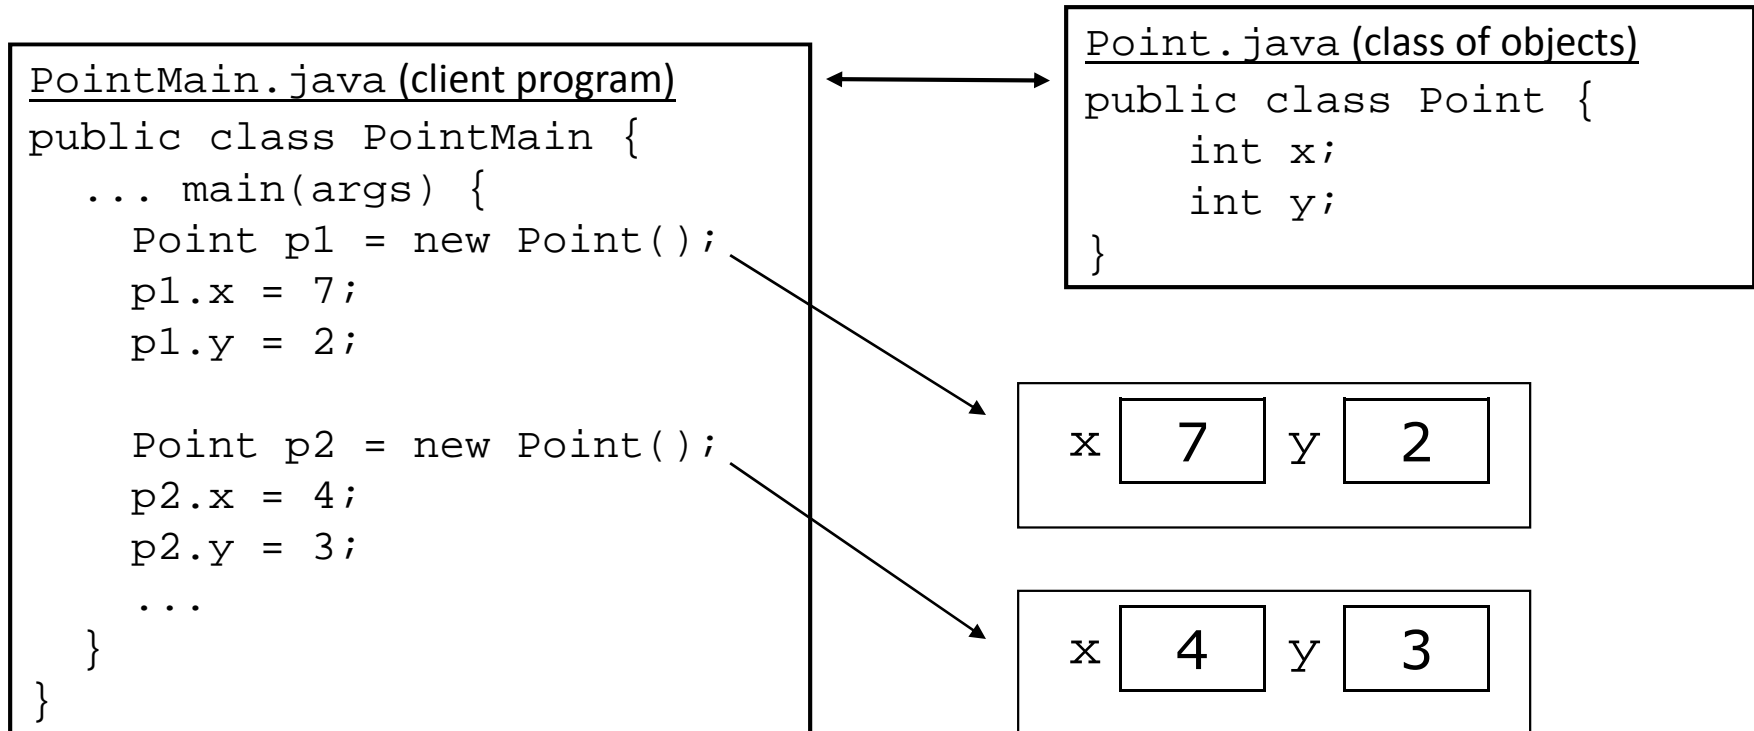 PointMain.java (client program)
public class PointMain {
... main(args) {
Point p1 = new Point();
p1.x = 7;
p1.y = 2;
Point p2 = new Point();
p2.x = 4;
p2.y = 3;
...
}
}
Point.java (class of objects)
public class Point {
int x;
int y;
}
x 7 y 2
x 4 y 3